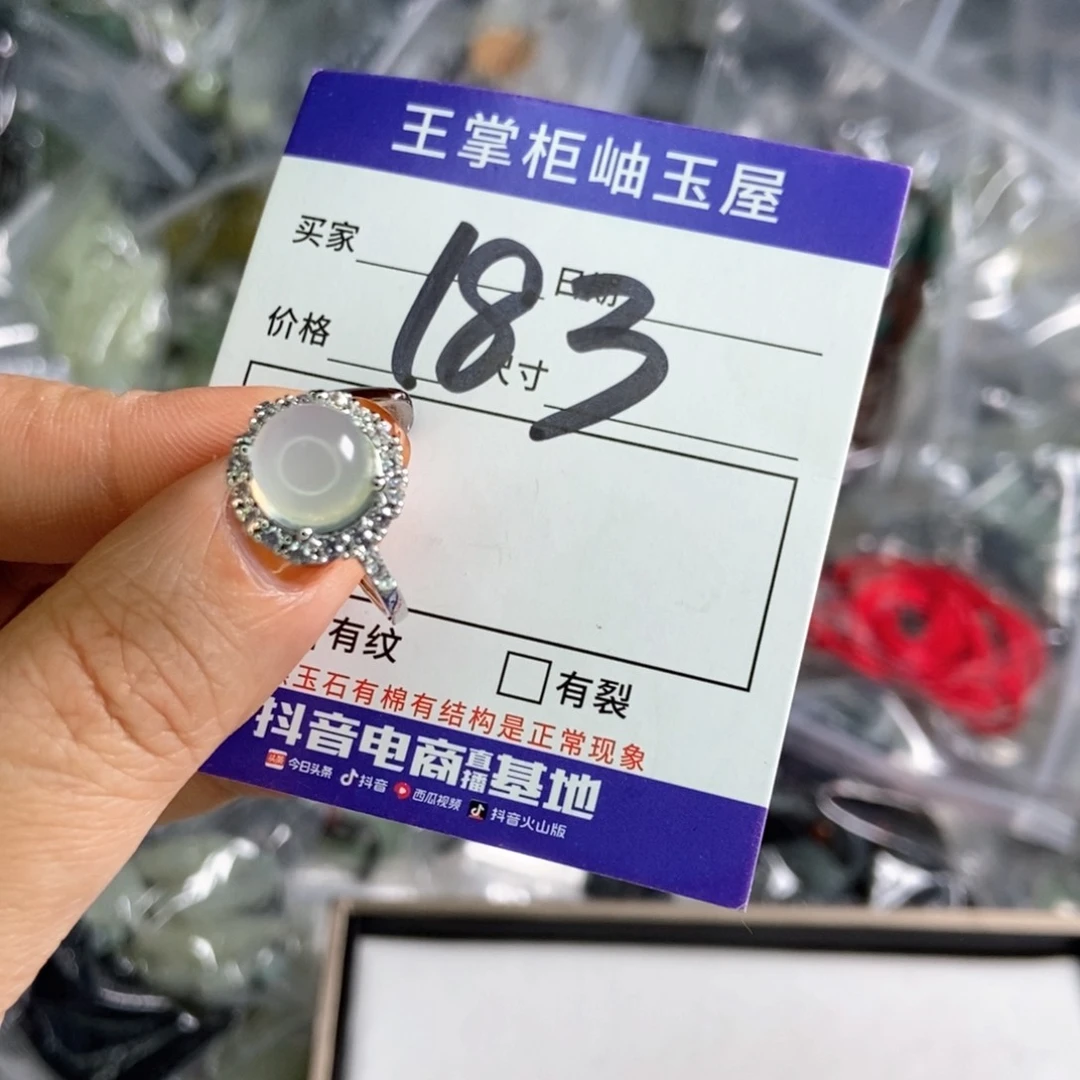 王掌柜岫玉屋
买家 日期
183
价格 尺寸
有纹 有裂
玉石有棉有结构是正常现象
抖音电商直播基地
头条 今日头条 抖音 西瓜视频 抖音火山版